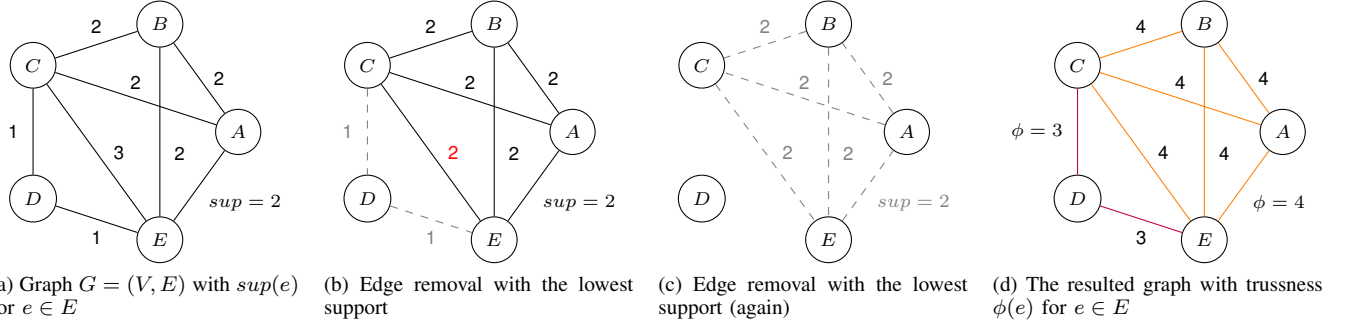 B
2
C
2
2
A
1
3
2
D
sup = 2
1
E
(a) Graph G = (V, E) with sup(e)
for e ∈ E
B
2
C
2
2
A
1
2
2
D
sup = 2
1
E
(b) Edge removal with the lowest
support
B
2
C
2
2
A
2
2
D
sup = 2
E
(c) Edge removal with the lowest
support (again)
B
4
C
4
4
A
ϕ = 3
4
4
D
ϕ = 4
3
E
(d) The resulted graph with trussness
ϕ(e) for e ∈ E